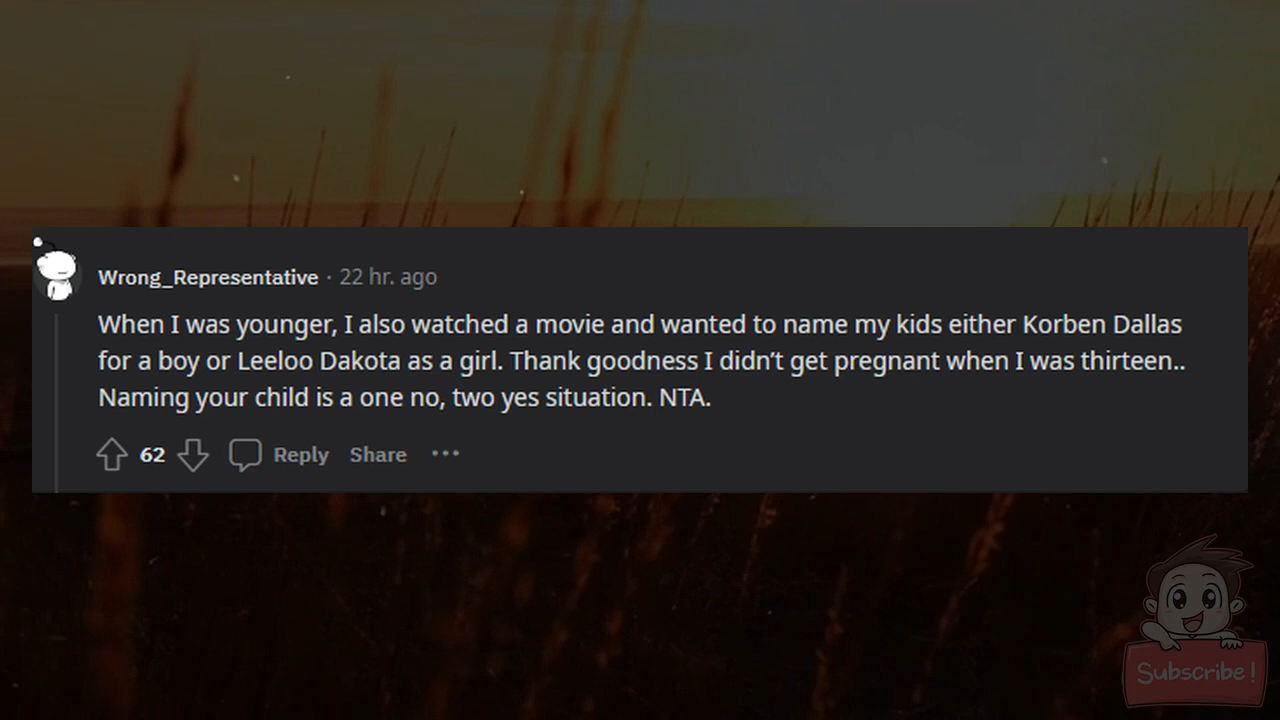 Wrong_Representative · 22 hr. ago
When I was younger, I also watched a movie and wanted to name my kids either Korben Dallas
for a boy or Leeloo Dakota as a girl. Thank goodness I didn’t get pregnant when I was thirteen..
Naming your child is a one no, two yes situation. NTA.
62 Reply Share ···
Subscribe!